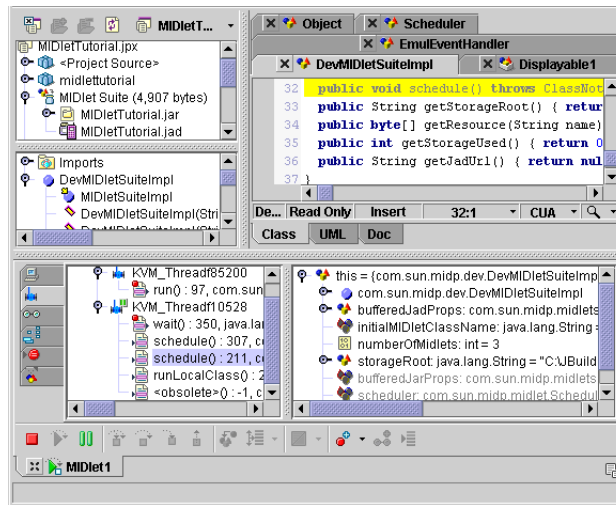 MIDletT...
Object
Scheduler
EmulEventHandler
DevMIDletSuiteImpl
Displayable1
MIDletTutorial.jpx
<Project Source>
midlettutorial
MIDlet Suite (4,907 bytes)
MIDletTutorial.jar
MIDletTutorial.jad
Imports
DevMIDletSuiteImpl
MIDletSuiteImpl
DevMIDletSuiteImpl(Stri
32 public void schedule() throws ClassNot
33 public String getStorageRoot() { retur
34 public byte[] getResource(String name)
35 public int getStorageUsed() { return 0
36 public String getJadUrl() { return nul
37 }
De... Read Only Insert 32:1 CUA
Class UML Doc
KVM_Threadf85200
run() : 97, com.sun
KVM_Threadf10528
wait() : 350, java.la
schedule() : 307, c
schedule() : 211, c
runLocalClass() : 2
<obsolete>() : -1, c
this = {com.sun.midp.dev.DevMIDletSuiteImp
com.sun.midp.dev.DevMIDletSuiteImpl
bufferedJadProps: com.sun.midp.midlets
initialMIDletClassName: java.lang.String =
numberOfMidlets: int = 3
storageRoot: java.lang.String = "C:\JBuild
bufferedJarProps: com.sun.midp.midlets
scheduler: com.sun.midp.midlet.Schedul
MIDlet1